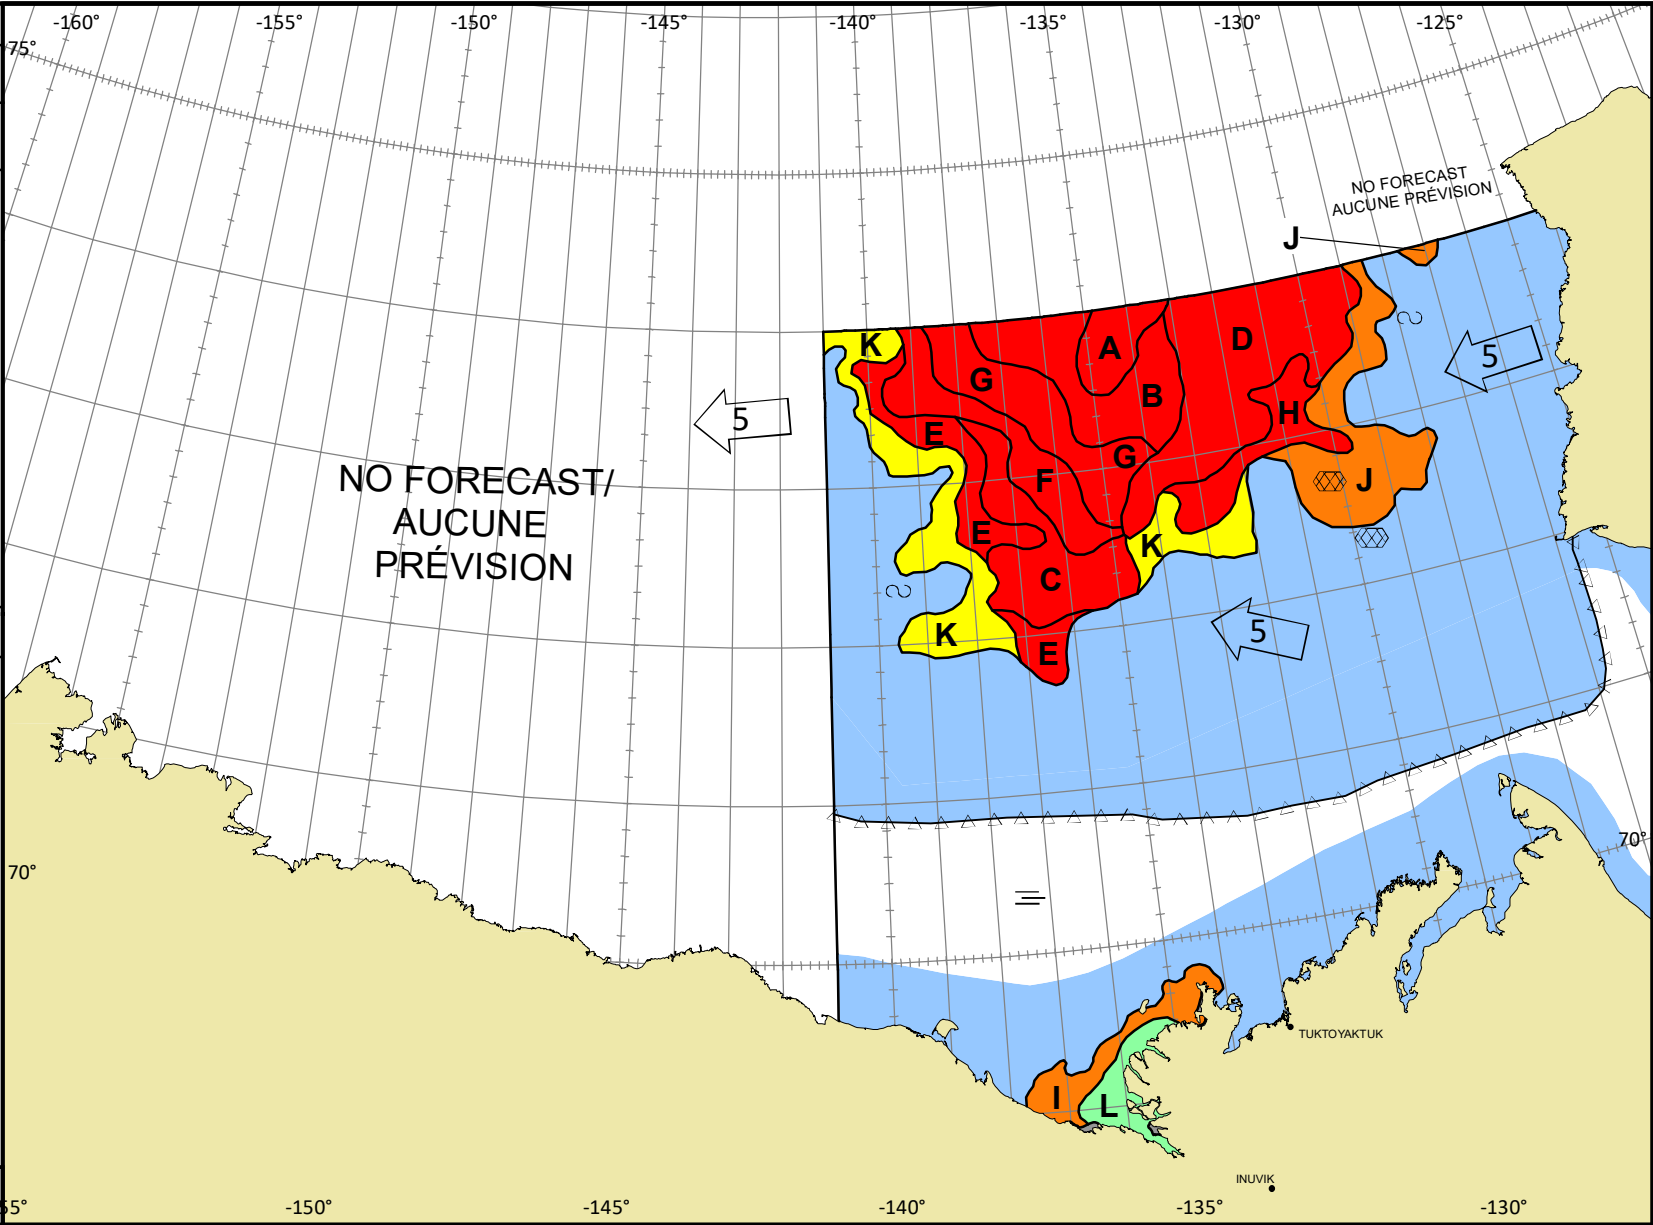 -160° -155° -150° -145° -140° -135° -130° -125°
75°
NO FORECAST
AUCUNE PRÉVISION
J
K
A
D
5
G
B
5
H
E
G
F
J
NO FORECAST/
AUCUNE
PRÉVISION
E
K
C
5
K
E
70°
70°
TUKTOYAKTUK
I
L
INUVIK
55° -150° -145° -140° -135° -130°